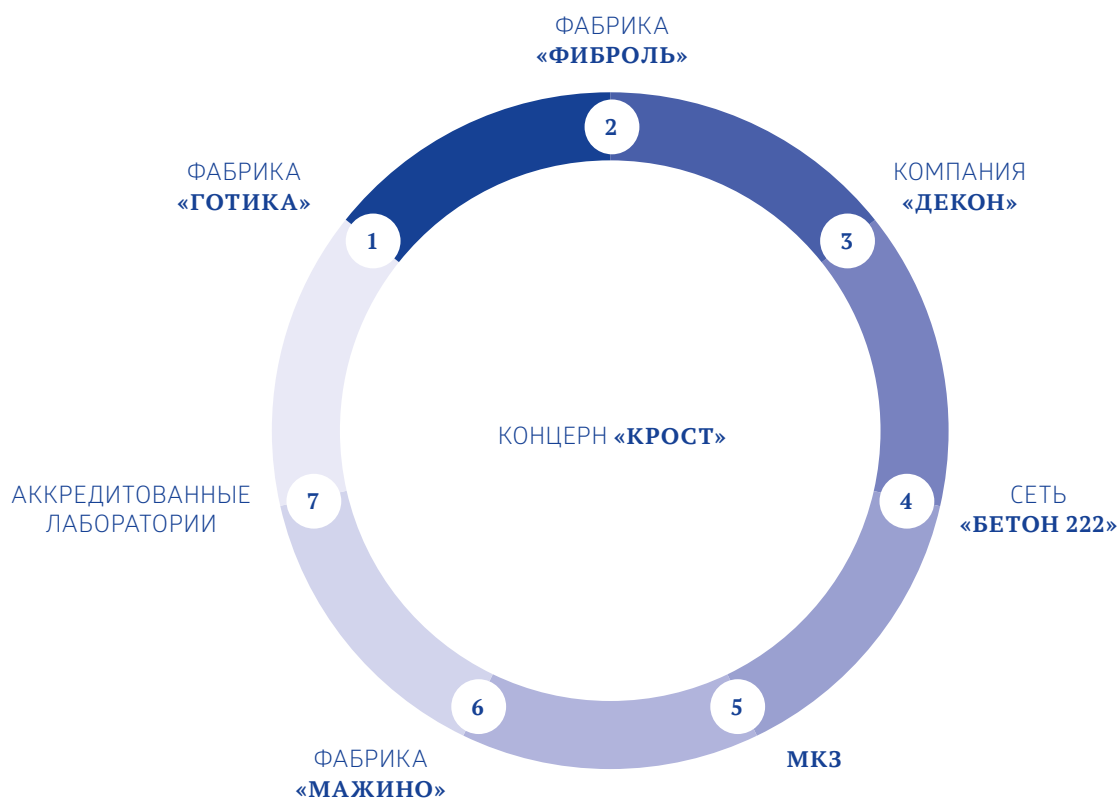 ФАБРИКА
«ФИБРОЛЬ»
2
ФАБРИКА
«ГОТИКА»
1
КОМПАНИЯ
«ДЕКОН»
3
КОНЦЕРН «КРОСТ»
АККРЕДИТОВАННЫЕ
ЛАБОРАТОРИИ
7
4
СЕТЬ
«БЕТОН 222»
6
5
ФАБРИКА
«МАЖИНО»
МКЗ